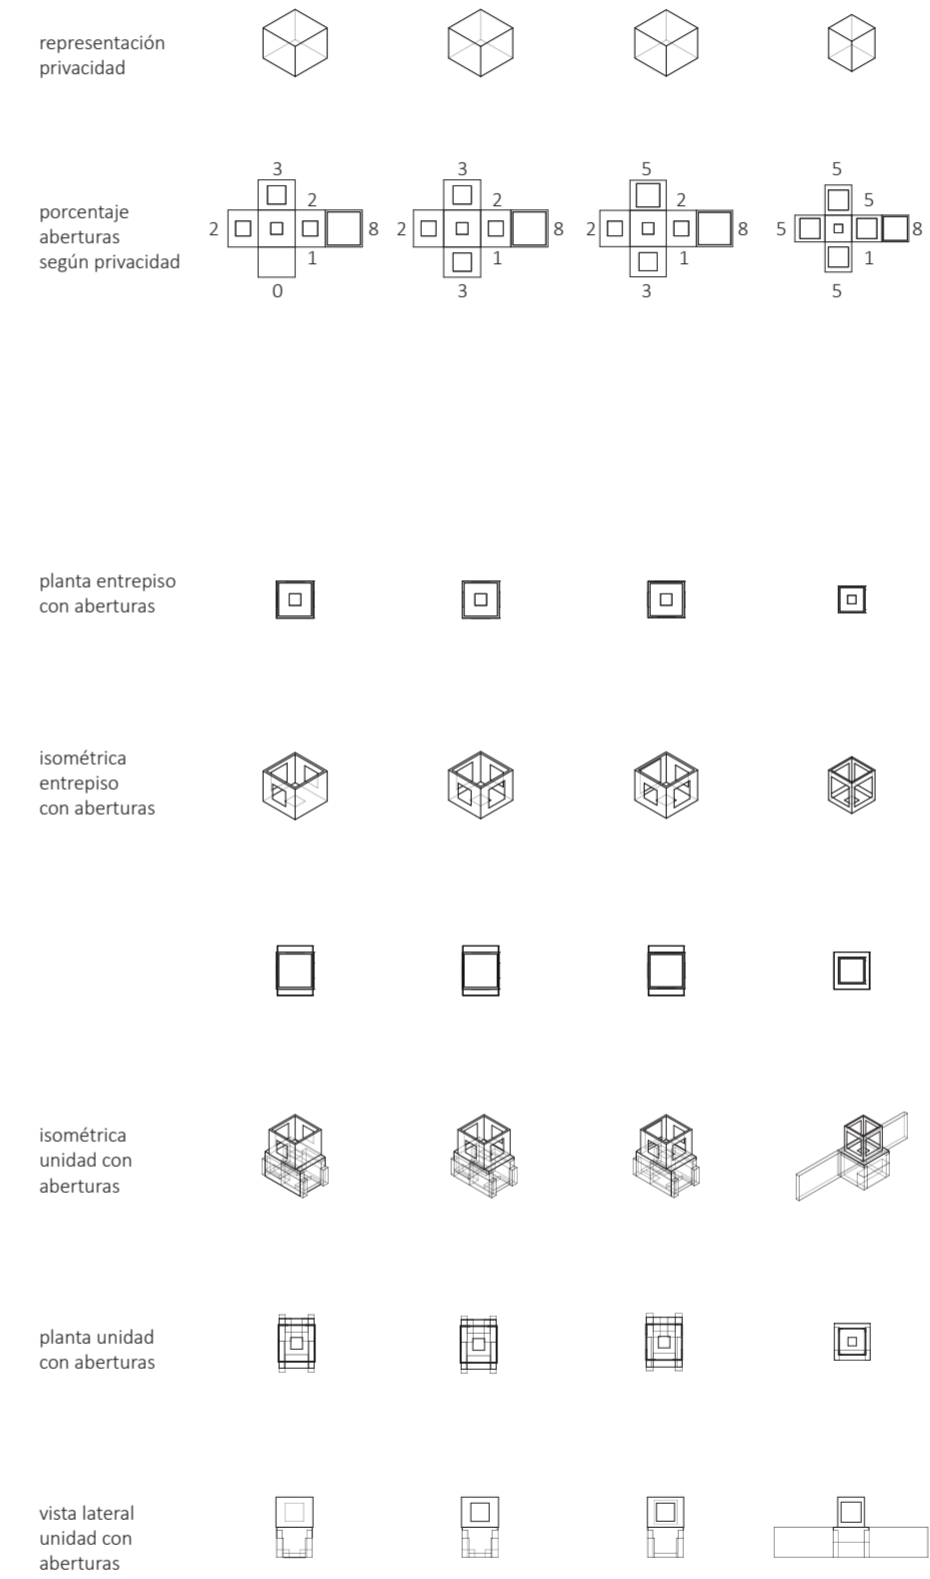 representación
privacidad
3 3 5 5
2 2 2 5
porcentaje
aberturas
según privacidad
2 8 2 8 2 8 5 8
1 1 1 1
0 3 3 5
planta entrepiso
con aberturas
isométrica
entrepiso
con aberturas
isométrica
unidad con
aberturas
planta unidad
con aberturas
vista lateral
unidad con
aberturas